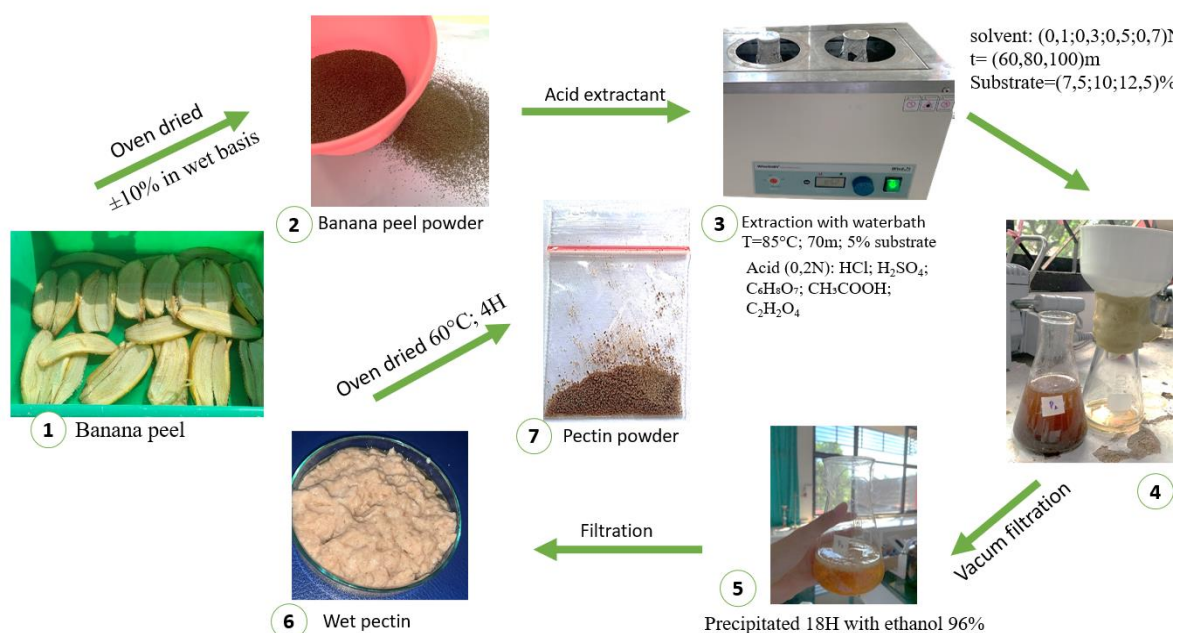 Oven dried
±10% in wet basis
1
Banana peel
2
Banana peel powder
Acid extractant
3
Extraction with waterbath
T=85°C; 70m; 5% substrate
Acid (0,2N): HCl; H₂SO₄;
C₆H₈O₇; CH₃COOH;
C₂H₂O₄
solvent: (0,1;0,3;0,5;0,7)N
t= (60,80,100)m
Substrate=(7,5;10;12,5)%
4
Vacum filtration
5
Precipitated 18H with ethanol 96%
Filtration
6
Wet pectin
Oven dried 60°C; 4H
7
Pectin powder